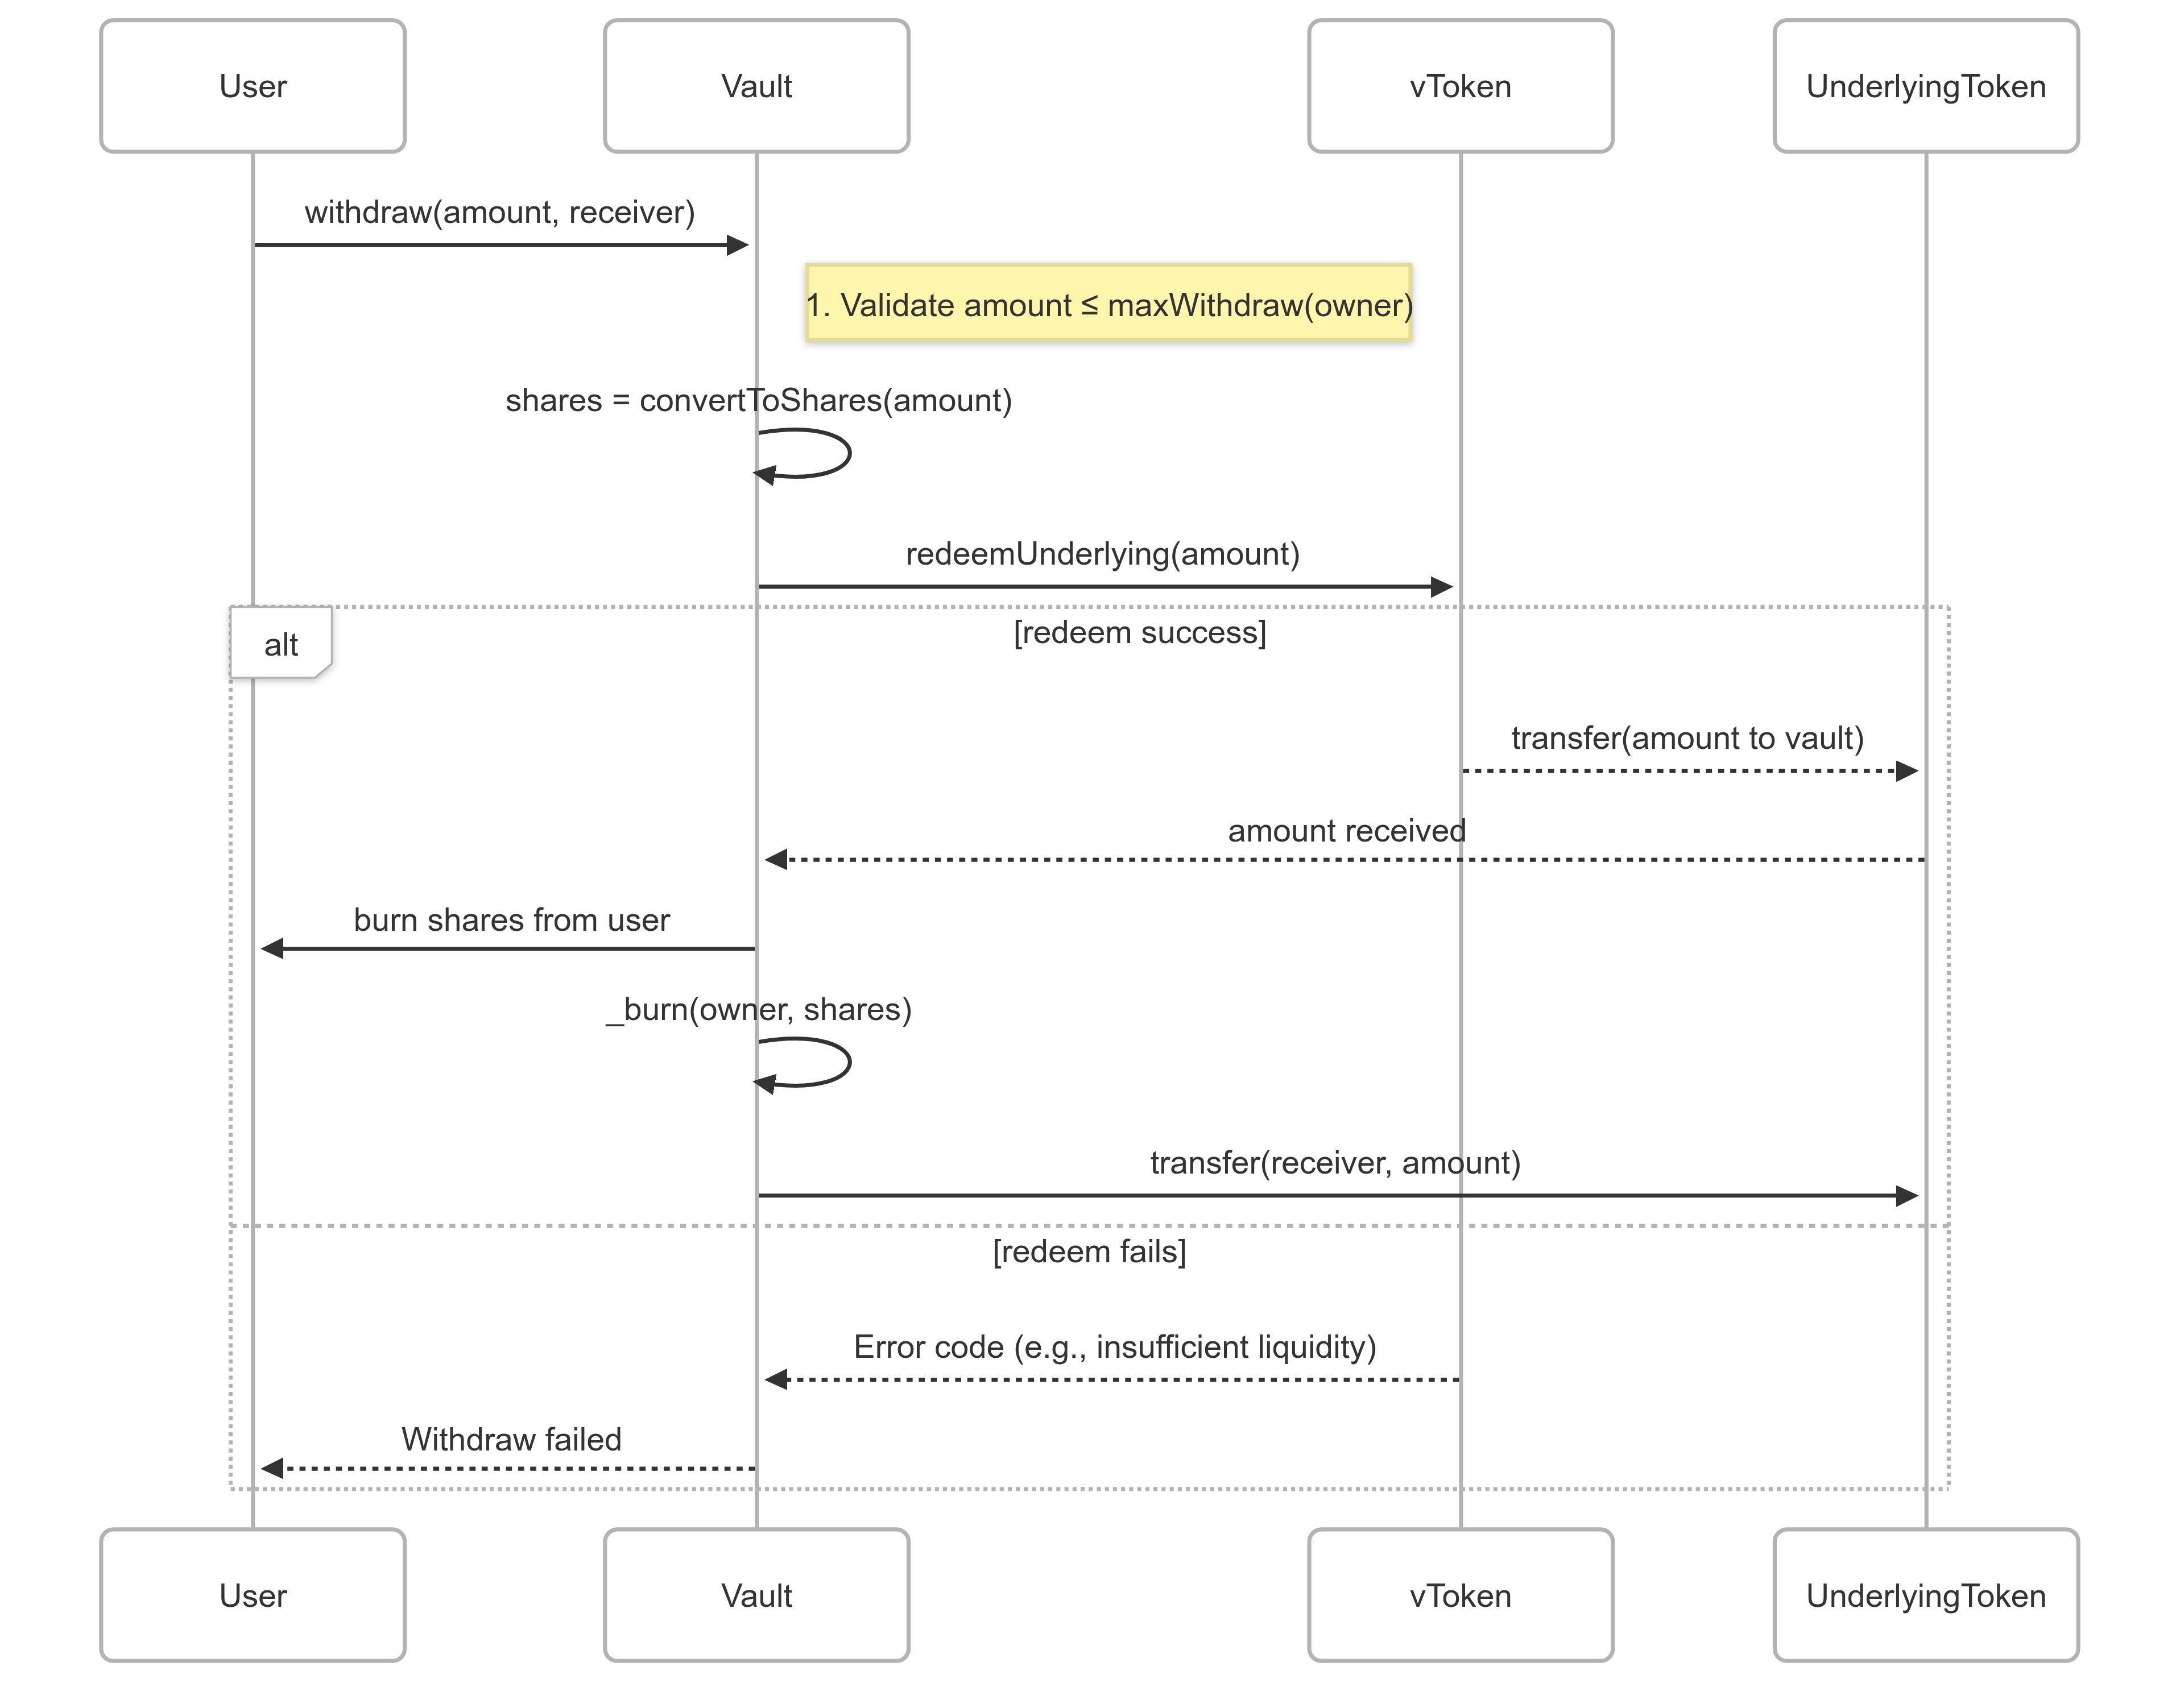 User
Vault
vToken
UnderlyingToken
withdraw(amount, receiver)
1. Validate amount ≤ maxWithdraw(owner)
shares = convertToShares(amount)
redeemUnderlying(amount)
alt
[redeem success]
transfer(amount to vault)
amount received
burn shares from user
_burn(owner, shares)
transfer(receiver, amount)
[redeem fails]
Error code (e.g., insufficient liquidity)
Withdraw failed
User
Vault
vToken
UnderlyingToken